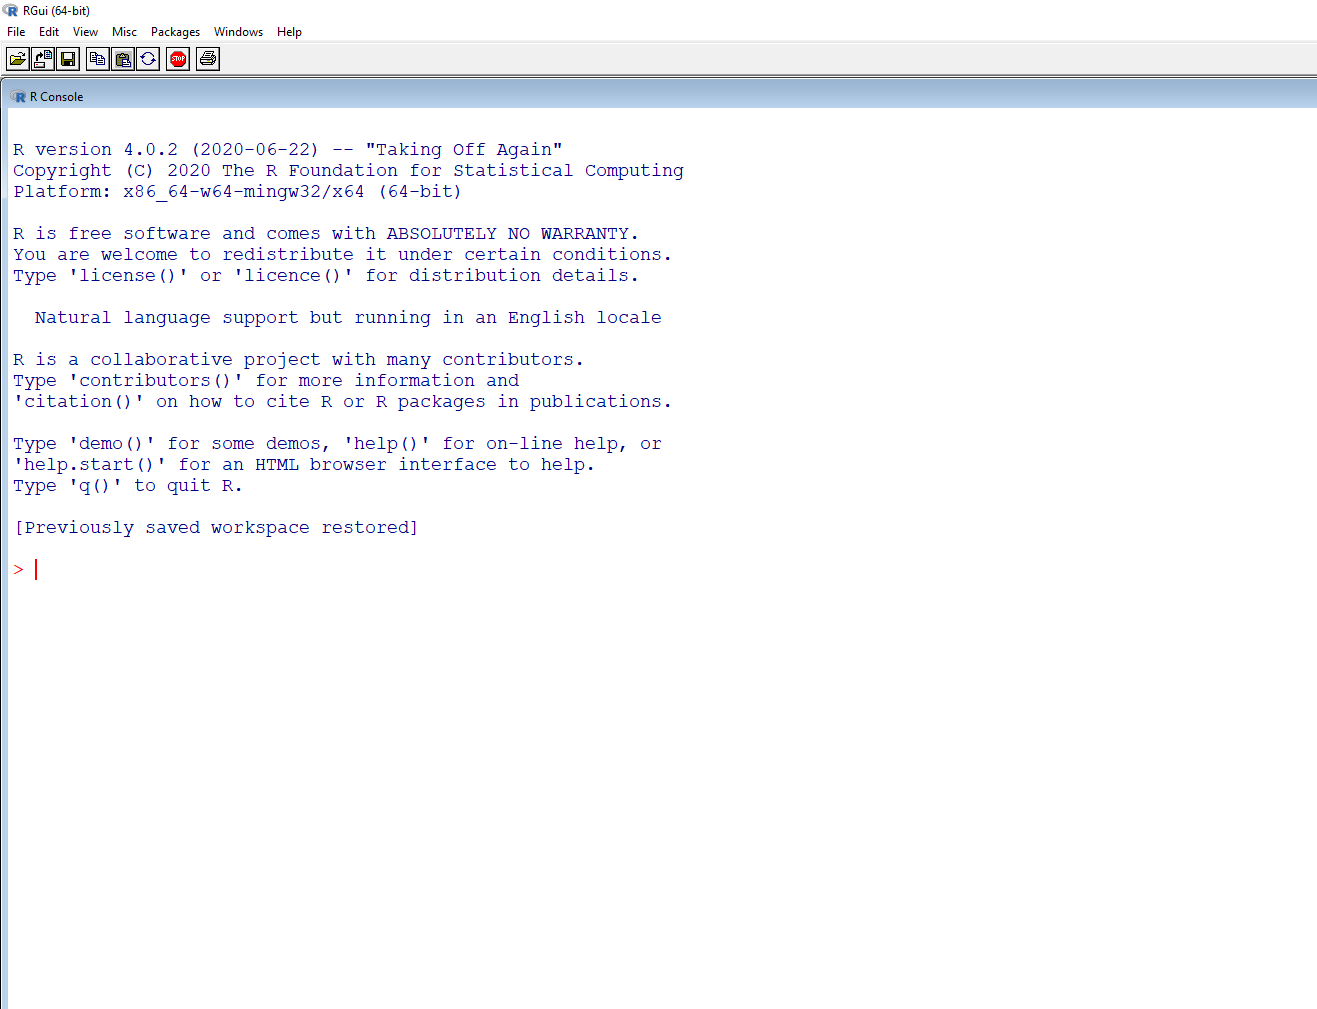 RGui (64-bit)
File Edit View Misc Packages Windows Help
STOP
R Console
R version 4.0.2 (2020-06-22) -- "Taking Off Again"
Copyright (C) 2020 The R Foundation for Statistical Computing
Platform: x86_64-w64-mingw32/x64 (64-bit)
R is free software and comes with ABSOLUTELY NO WARRANTY.
You are welcome to redistribute it under certain conditions.
Type 'license()' or 'licence()' for distribution details.
Natural language support but running in an English locale
R is a collaborative project with many contributors.
Type 'contributors()' for more information and
'citation()' on how to cite R or R packages in publications.
Type 'demo()' for some demos, 'help()' for on-line help, or
'help.start()' for an HTML browser interface to help.
Type 'q()' to quit R.
[Previously saved workspace restored]
>